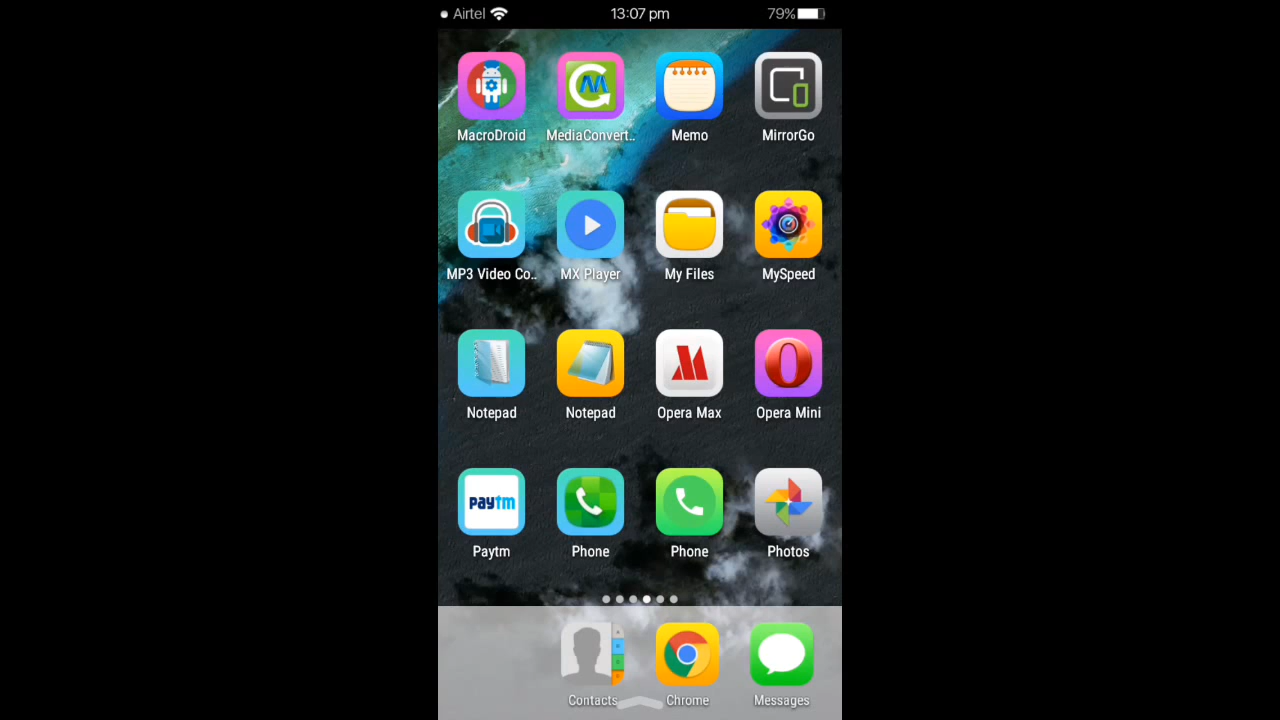 Airtel 13:07 pm 79%
MacroDroid MediaConvert.. Memo MirrorGo
MP3 Video Co.. MX Player My Files MySpeed
Notepad Notepad Opera Max Opera Mini
paytm
Paytm Phone Phone Photos
Contacts Chrome Messages